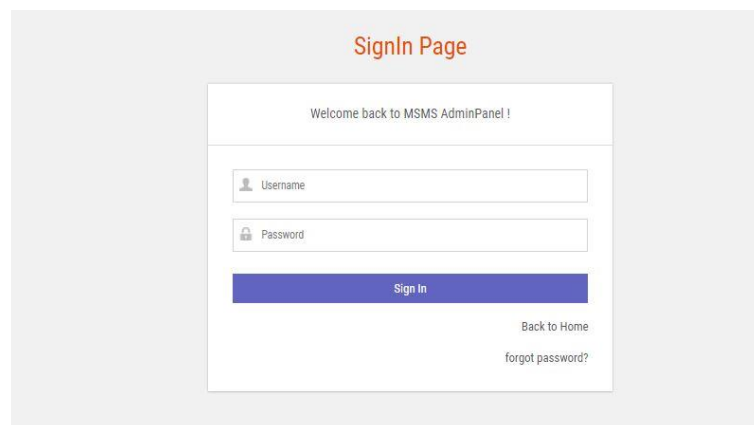 SignIn Page
Welcome back to MSMS AdminPanel !
Username
Password
Sign In
Back to Home
forgot password?